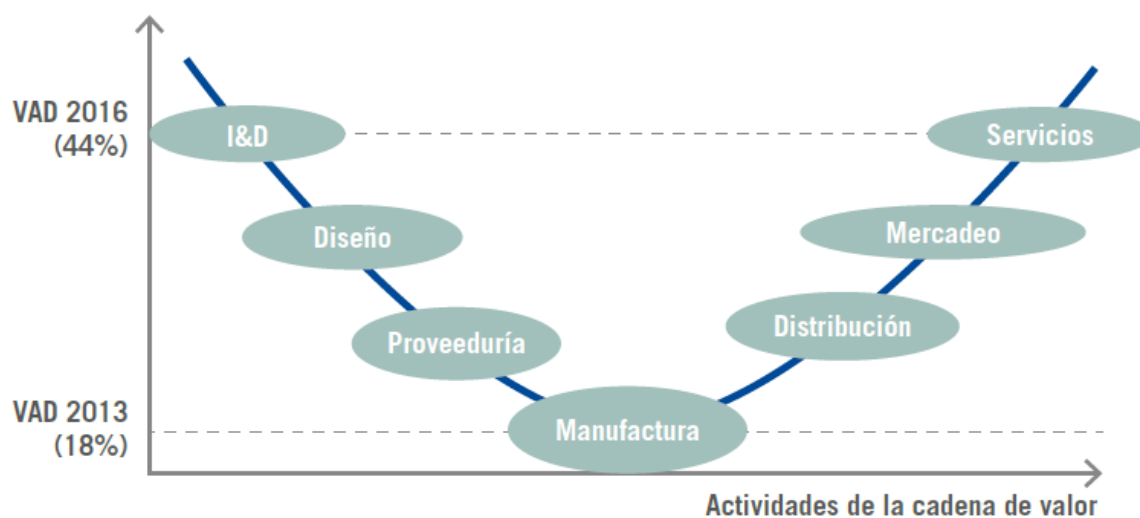 VAD 2016
(44%)
I&D
Servicios
Diseño
Mercadeo
Proveeduría
Distribución
VAD 2013
(18%)
Manufactura
Actividades de la cadena de valor